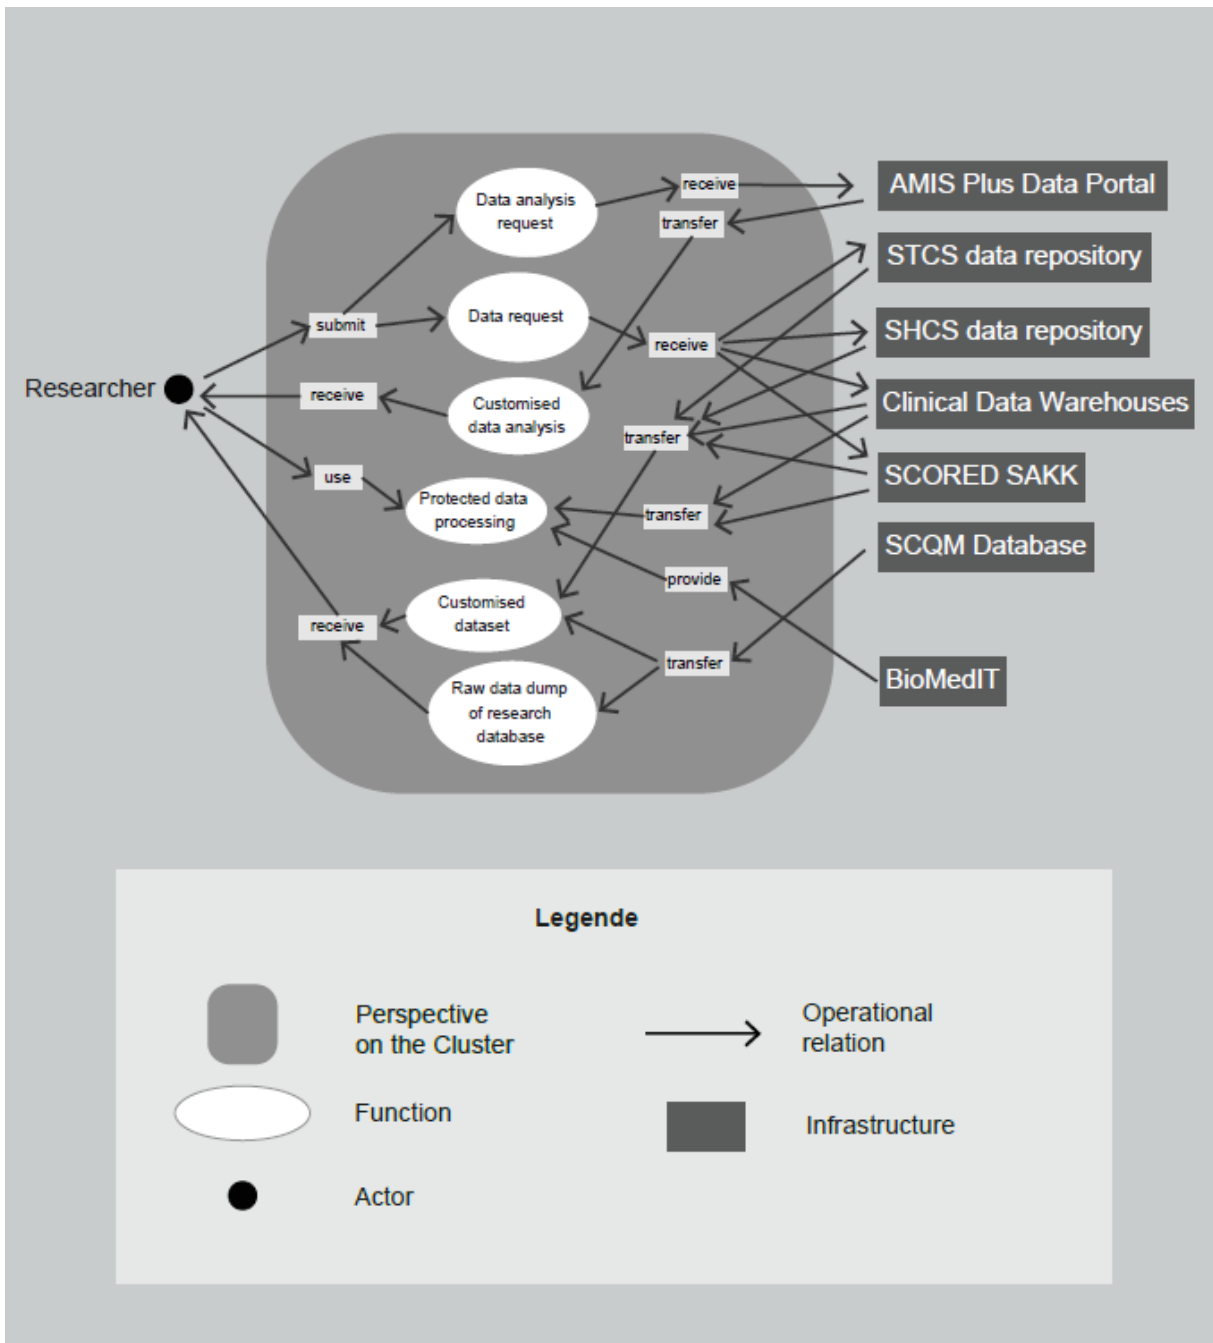 Data analysis
request
receive
AMIS Plus Data Portal
transfer
STCS data repository
submit
Data request
receive
SHCS data repository
Researcher
receive
Customised
data analysis
transfer
Clinical Data Warehouses
use
Protected data
processing
transfer
SCORED SAKK
SCQM Database
provide
receive
Customised
dataset
transfer
BioMedIT
Raw data dump
of research
database
Legende
Perspective
on the Cluster
Operational
relation
Function
Infrastructure
Actor